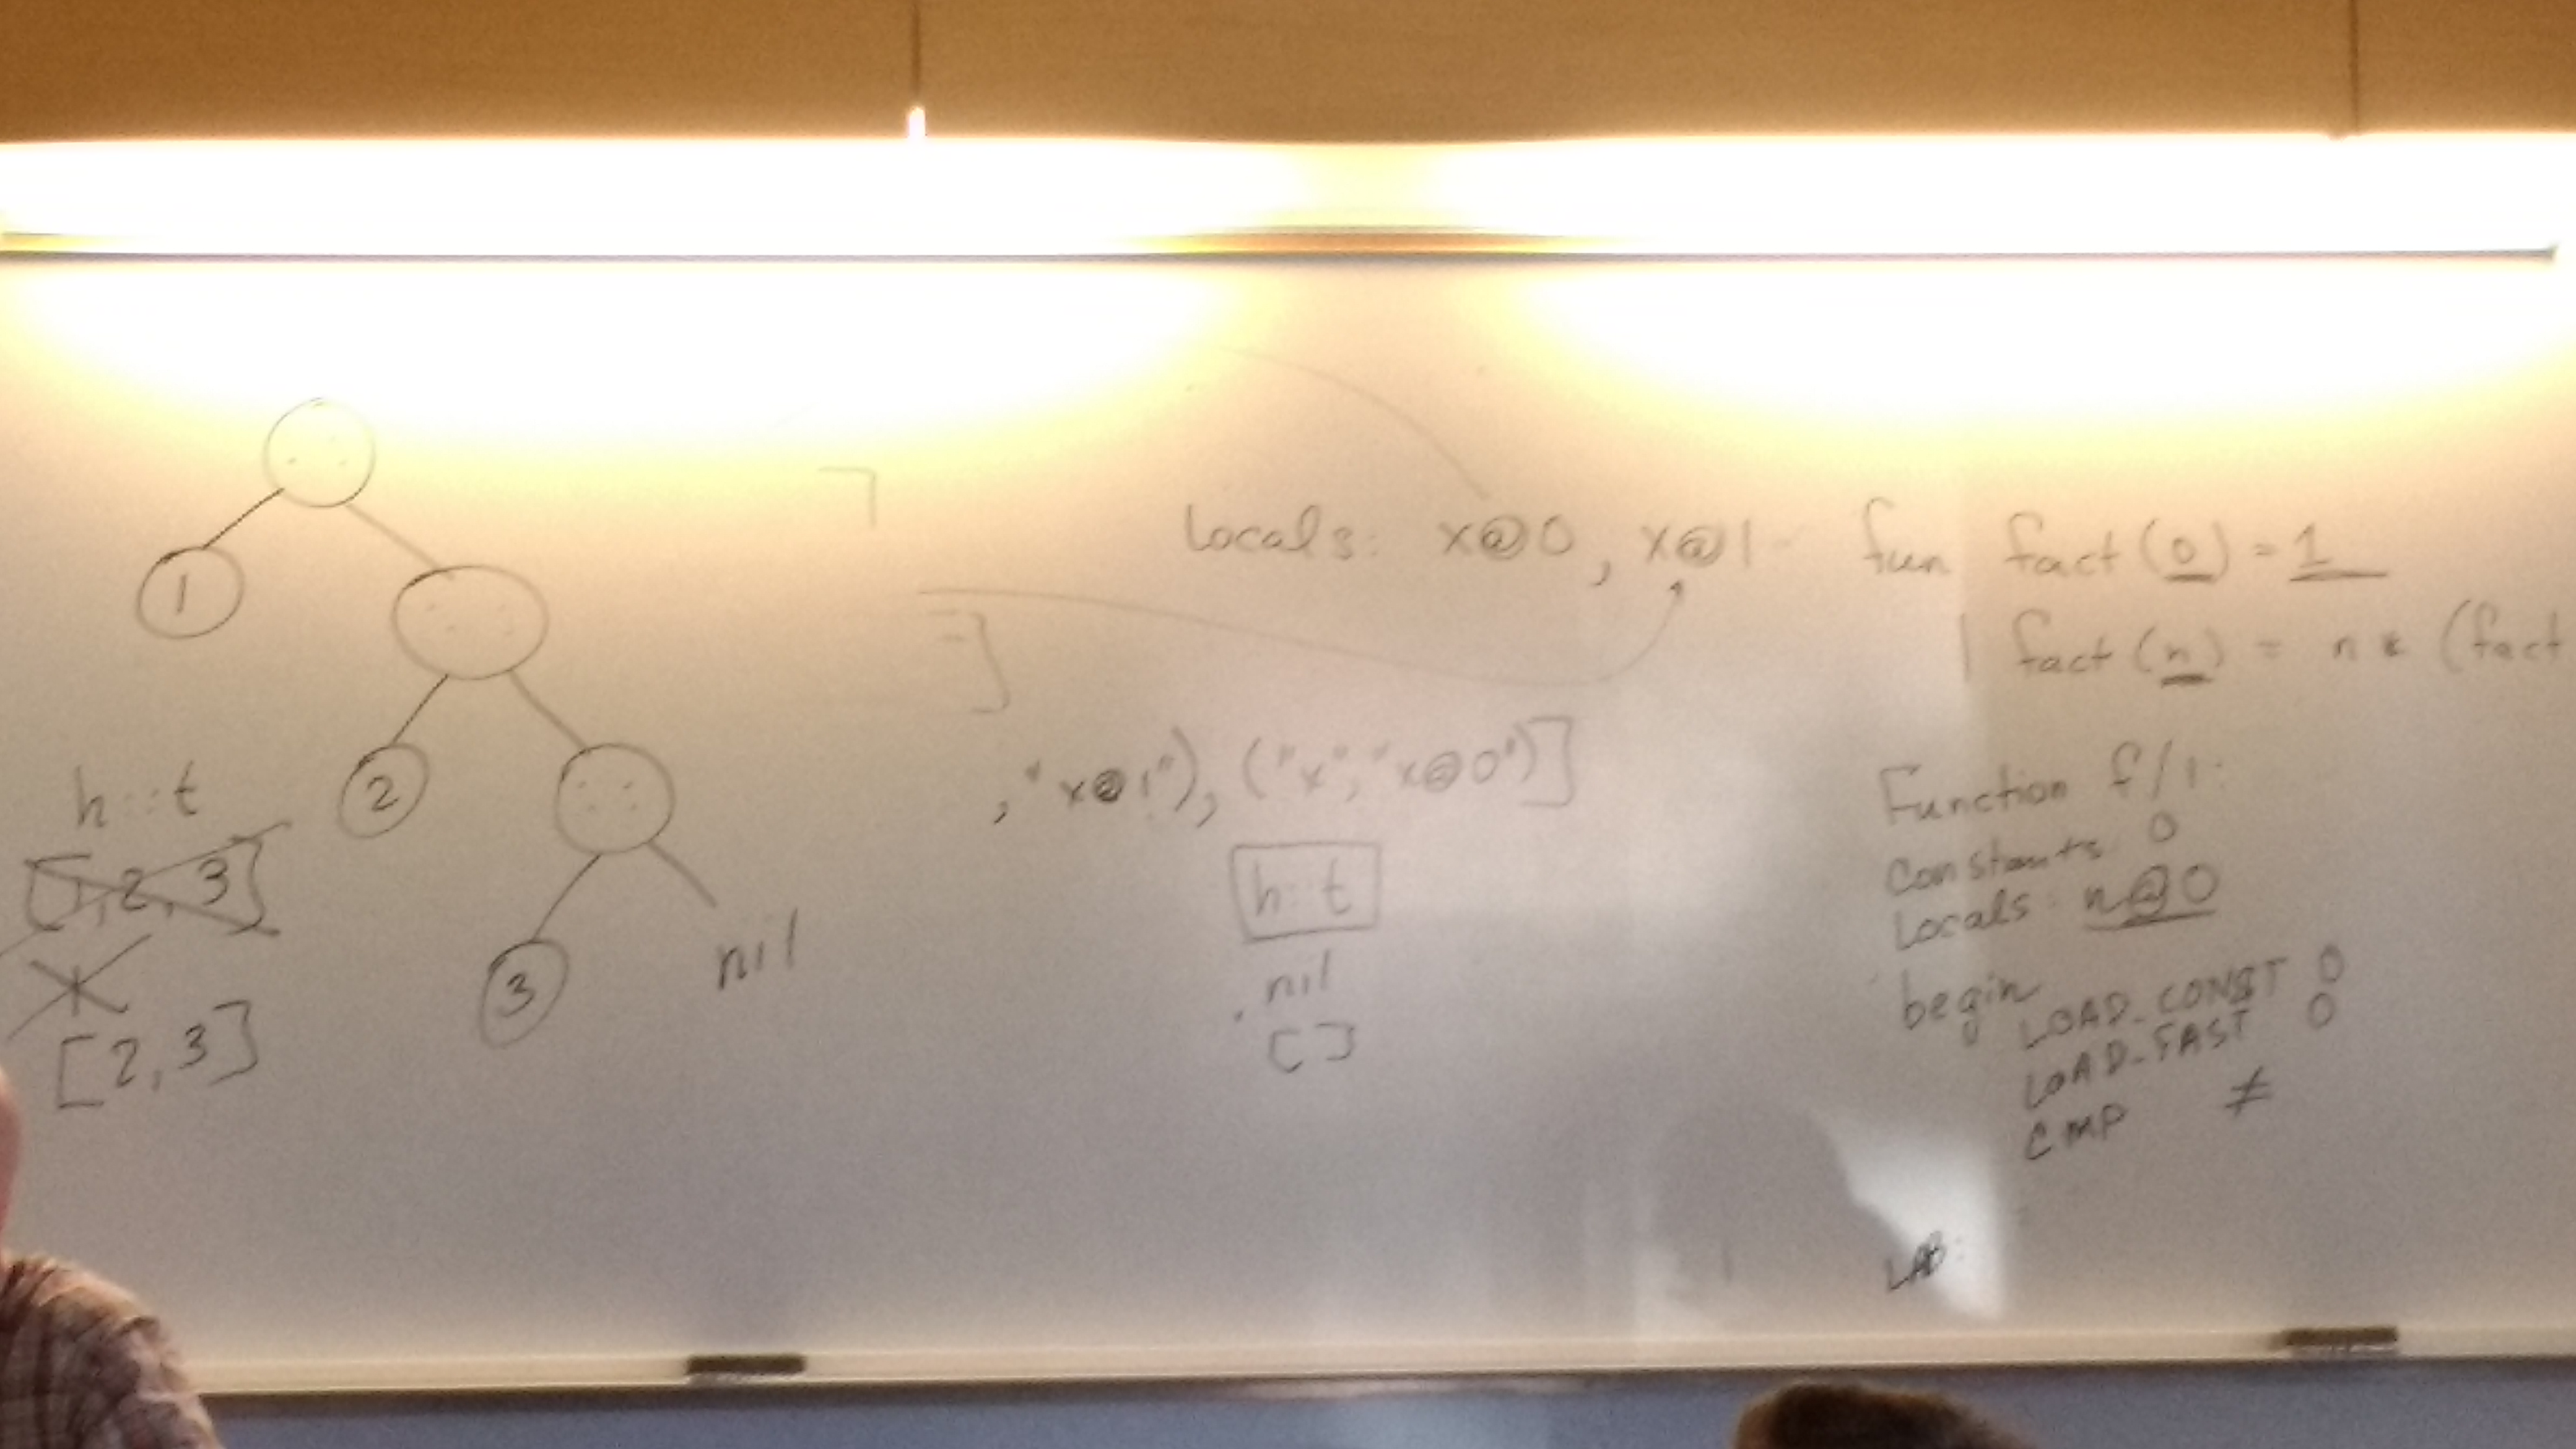 ::
1
::
2
::
3
nil
h::t
[1,2,3]
[2,3]
]
Locals: x@0, x@1
,"x@1"), ("x","x@0")]
h::t
nil
[]
fun fact(0) = 1
| fact(n) = n * (fact
Function f/1:
Constants: 0
Locals: n@0
begin
LOAD_CONST 0
LOAD_FAST 0
CMP ≠
LAB: